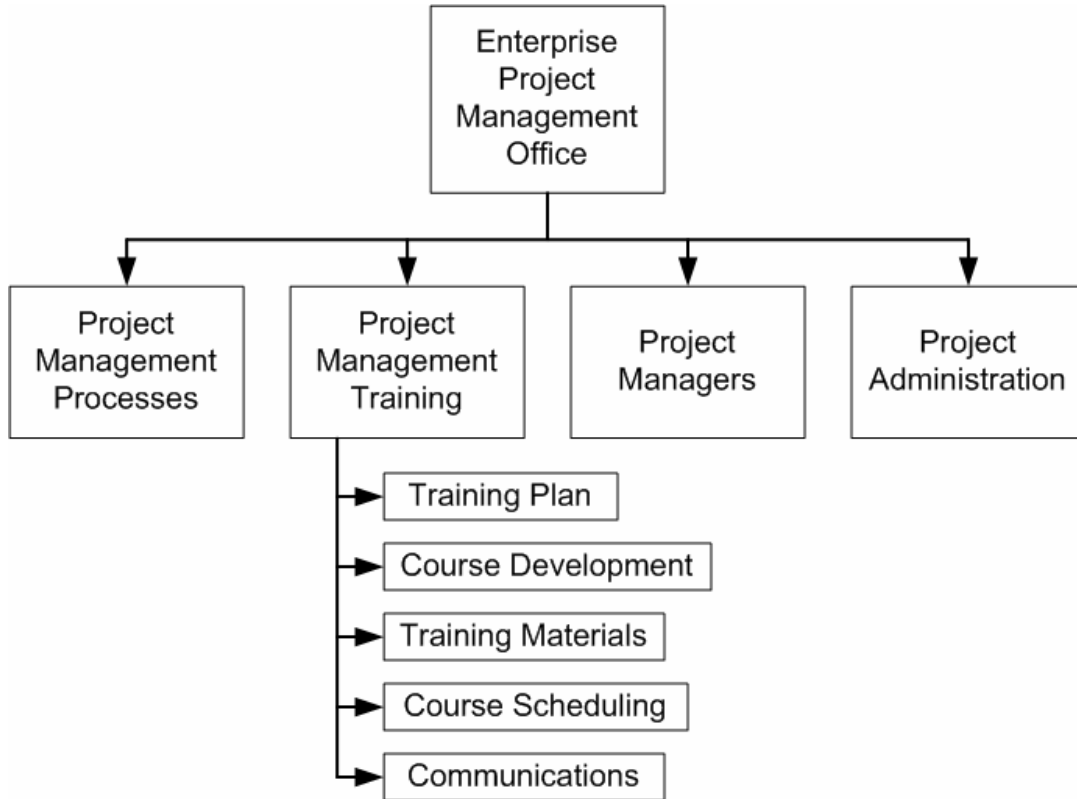 Enterprise
Project
Management
Office
Project
Management
Processes
Project
Management
Training
Project
Managers
Project
Administration
Training Plan
Course Development
Training Materials
Course Scheduling
Communications